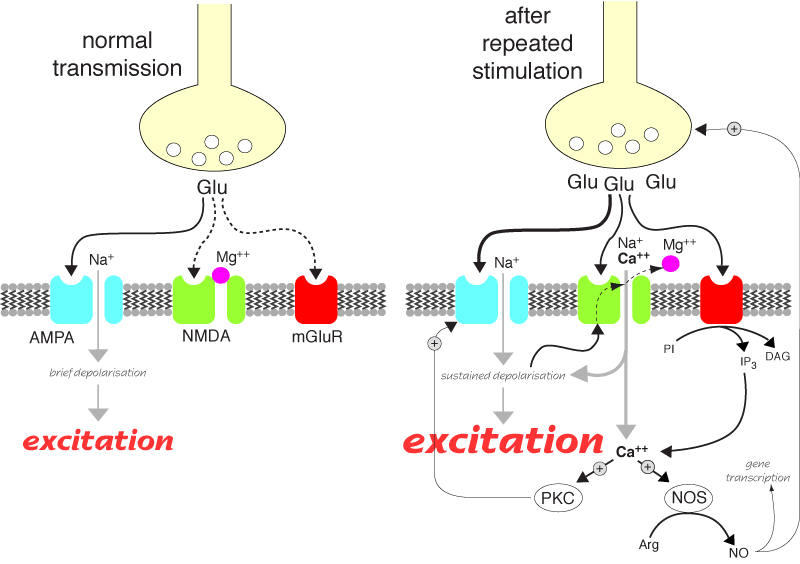 normal
transmission
Glu
Na⁺
Mg⁺⁺
AMPA
NMDA
mGluR
brief depolarisation
excitation
after
repeated
stimulation
+
Glu Glu Glu
Na⁺
Na⁺
Ca⁺⁺
Mg⁺⁺
+
PI
IP₃
DAG
sustained depolarisation
excitation
Ca⁺⁺
+
+
PKC
NOS
gene
transcription
Arg
NO